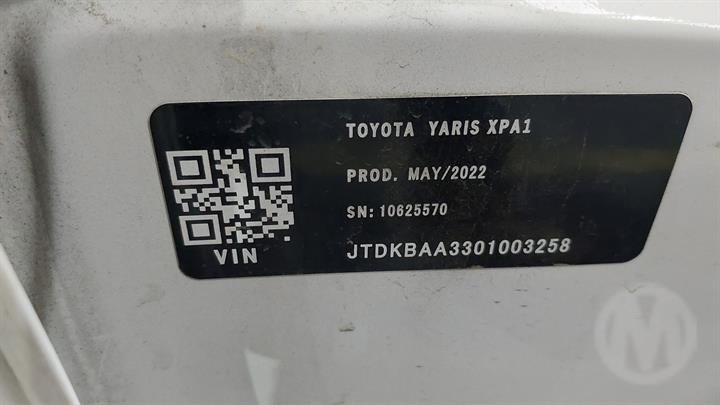 TOYOTA YARIS XPA1
PROD. MAY/2022
SN: 10625570
VIN
JTDKBAA3301003258
M